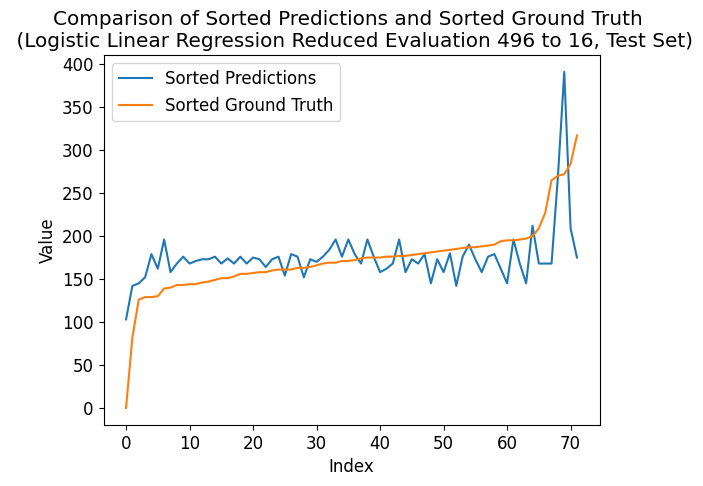 Comparison of Sorted Predictions and Sorted Ground Truth
(Logistic Linear Regression Reduced Evaluation 496 to 16, Test Set)
Sorted Predictions
Sorted Ground Truth
400
350
300
250
200
150
100
50
0
Value
0 10 20 30 40 50 60 70
Index